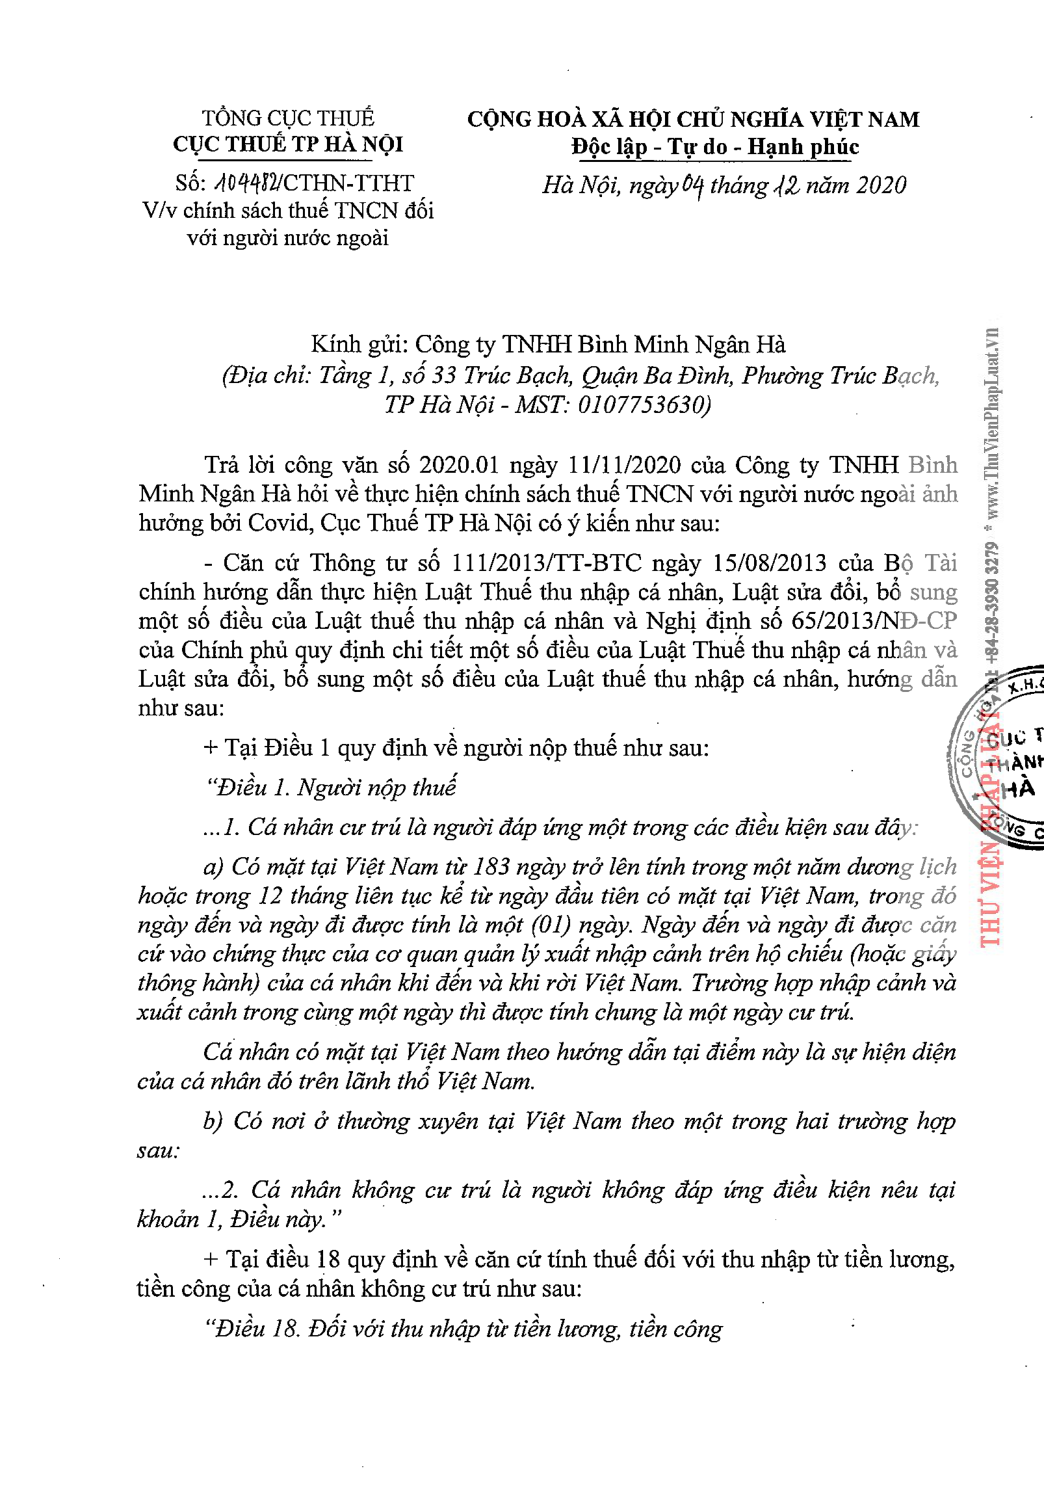 TỔNG CỤC THUẾ
CỤC THUẾ TP HÀ NỘI
Số: 104482/CTHN-TTHT
V/v chính sách thuế TNCN đối
với người nước ngoài
CỘNG HOÀ XÃ HỘI CHỦ NGHĨA VIỆT NAM
Độc lập - Tự do - Hạnh phúc
Hà Nội, ngày 04 tháng 12 năm 2020
Kính gửi: Công ty TNHH Bình Minh Ngân Hà
(Địa chỉ: Tầng 1, số 33 Trúc Bạch, Quận Ba Đình, Phường Trúc Bạch,
TP Hà Nội - MST: 0107753630)
Trả lời công văn số 2020.01 ngày 11/11/2020 của Công ty TNHH Bình
Minh Ngân Hà hỏi về thực hiện chính sách thuế TNCN với người nước ngoài ảnh
hưởng bởi Covid, Cục Thuế TP Hà Nội có ý kiến như sau:
- Căn cứ Thông tư số 111/2013/TT-BTC ngày 15/08/2013 của Bộ Tài
chính hướng dẫn thực hiện Luật Thuế thu nhập cá nhân, Luật sửa đổi, bổ sung
một số điều của Luật thuế thu nhập cá nhân và Nghị định số 65/2013/NĐ-CP
của Chính phủ quy định chi tiết một số điều của Luật Thuế thu nhập cá nhân và
Luật sửa đổi, bổ sung một số điều của Luật thuế thu nhập cá nhân, hướng dẫn
như sau:
+ Tại Điều 1 quy định về người nộp thuế như sau:
“Điều 1. Người nộp thuế
...1. Cá nhân cư trú là người đáp ứng một trong các điều kiện sau đây:
a) Có mặt tại Việt Nam từ 183 ngày trở lên tính trong một năm dương lịch
hoặc trong 12 tháng liên tục kể từ ngày đầu tiên có mặt tại Việt Nam, trong đó
ngày đến và ngày đi được tính là một (01) ngày. Ngày đến và ngày đi được căn
cứ vào chứng thực của cơ quan quản lý xuất nhập cảnh trên hộ chiếu (hoặc giấy
thông hành) của cá nhân khi đến và khi rời Việt Nam. Trường hợp nhập cảnh và
xuất cảnh trong cùng một ngày thì được tính chung là một ngày cư trú.
Cá nhân có mặt tại Việt Nam theo hướng dẫn tại điểm này là sự hiện diện
của cá nhân đó trên lãnh thổ Việt Nam.
b) Có nơi ở thường xuyên tại Việt Nam theo một trong hai trường hợp
sau:
...2. Cá nhân không cư trú là người không đáp ứng điều kiện nêu tại
khoản 1, Điều này.”
+ Tại điều 18 quy định về căn cứ tính thuế đối với thu nhập từ tiền lương,
tiền công của cá nhân không cư trú như sau:
“Điều 18. Đối với thu nhập từ tiền lương, tiền công
THƯ VIỆN PHÁP LUẬT Tel: +84-28-3930 3279 * www.ThuVienPhapLuat.vn
CỘNG HÒA X.H.
CỤC T
THÀNH
HÀ